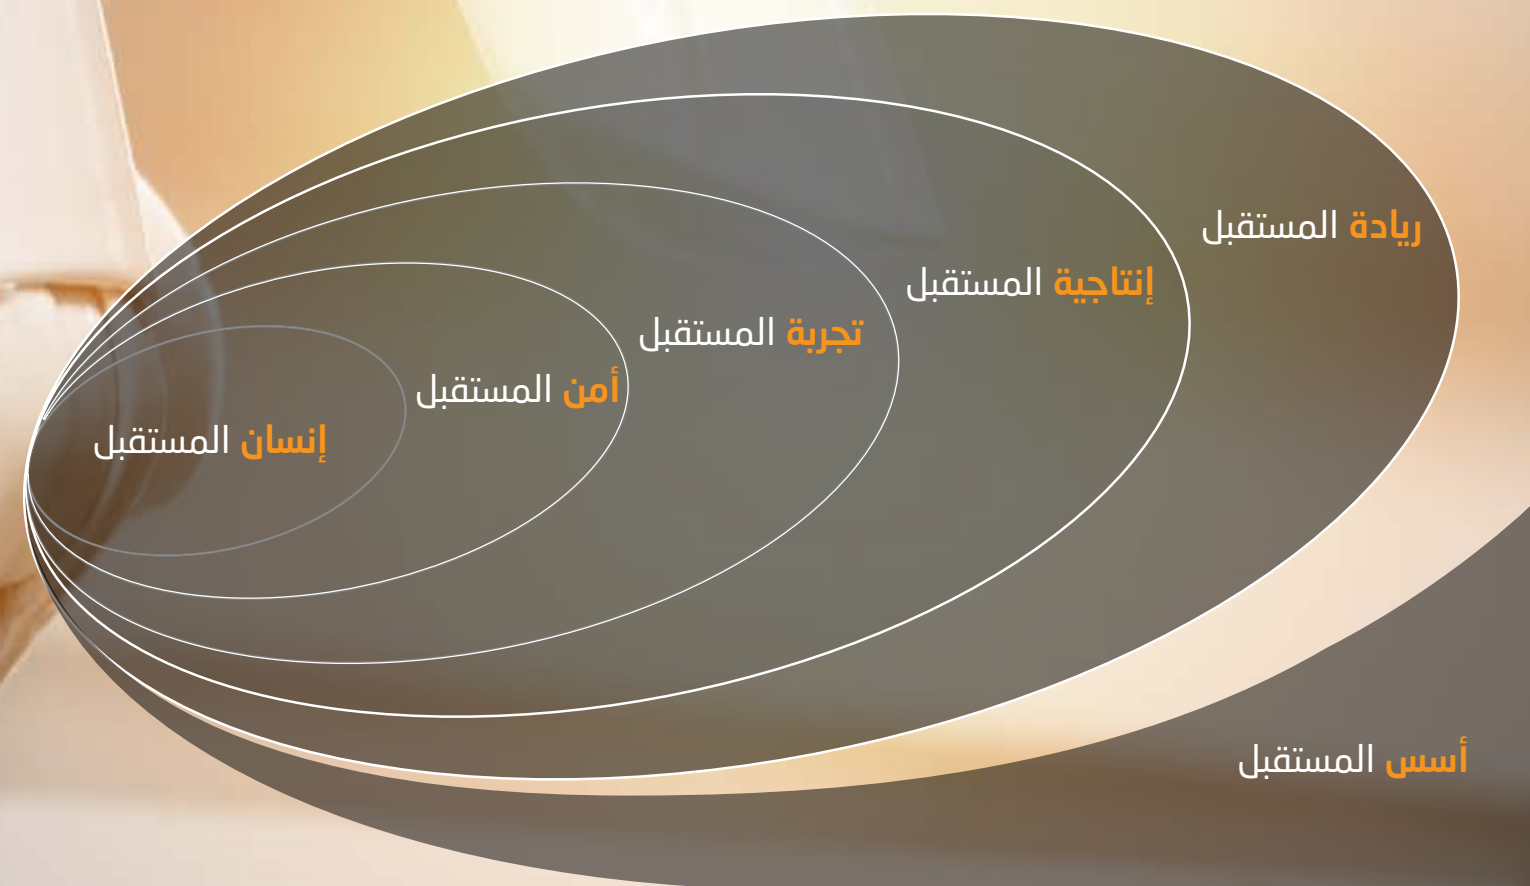 ريادة المستقبل
إنتاجية المستقبل
تجربة المستقبل
أمن المستقبل
إنسان المستقبل
أسس المستقبل